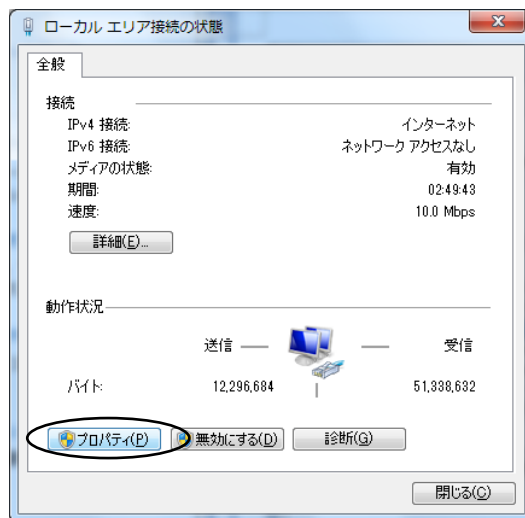 ローカル エリア接続の状態
全般
接続
IPv4 接続: インターネット
IPv6 接続: ネットワーク アクセスなし
メディアの状態: 有効
期間: 02:49:43
速度: 10.0 Mbps
詳細(E)...
動作状況
送信 受信
バイト: 12,296,684 51,338,632
プロパティ(P) 無効にする(D) 診断(G)
閉じる(C)